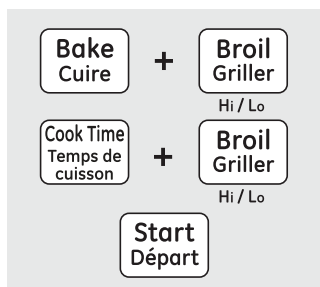 Bake + Broil
Cuire Griller
Hi / Lo
Cook Time + Broil
Temps de Griller
cuisson
Hi / Lo
Start
Départ